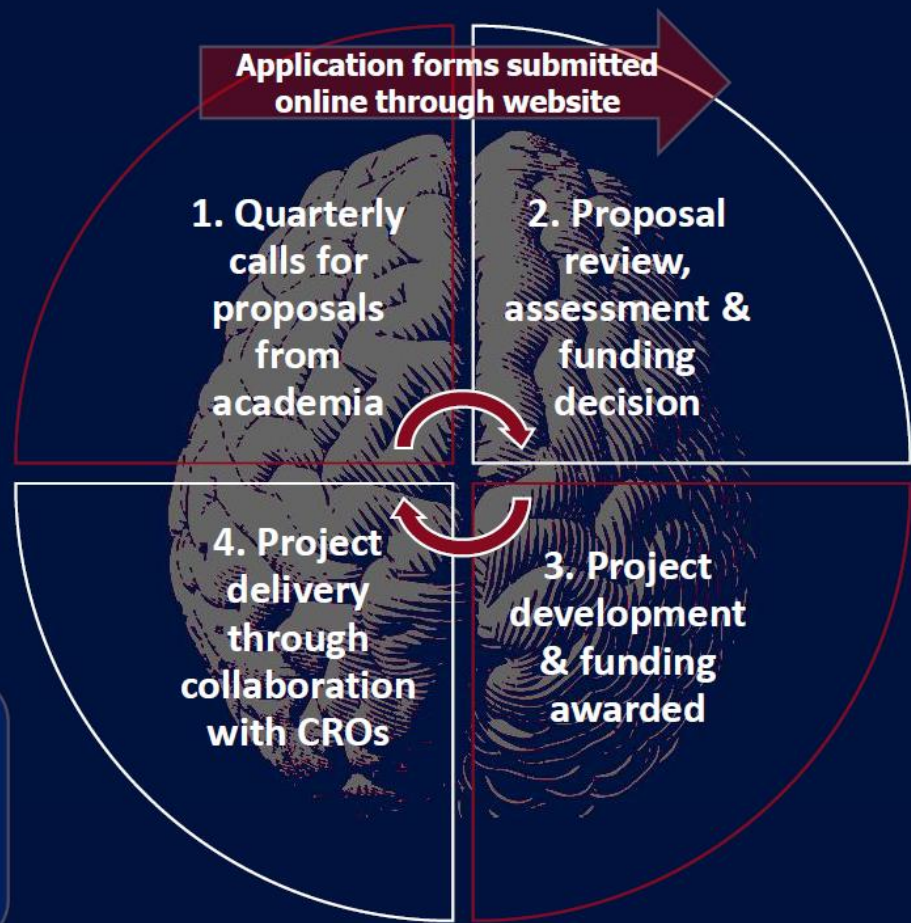 Application forms submitted
online through website
1. Quarterly
calls for
proposals
from
academia
2. Proposal
review,
assessment &
funding
decision
4. Project
delivery
through
collaboration
with CROs
3. Project
development
& funding
awarded